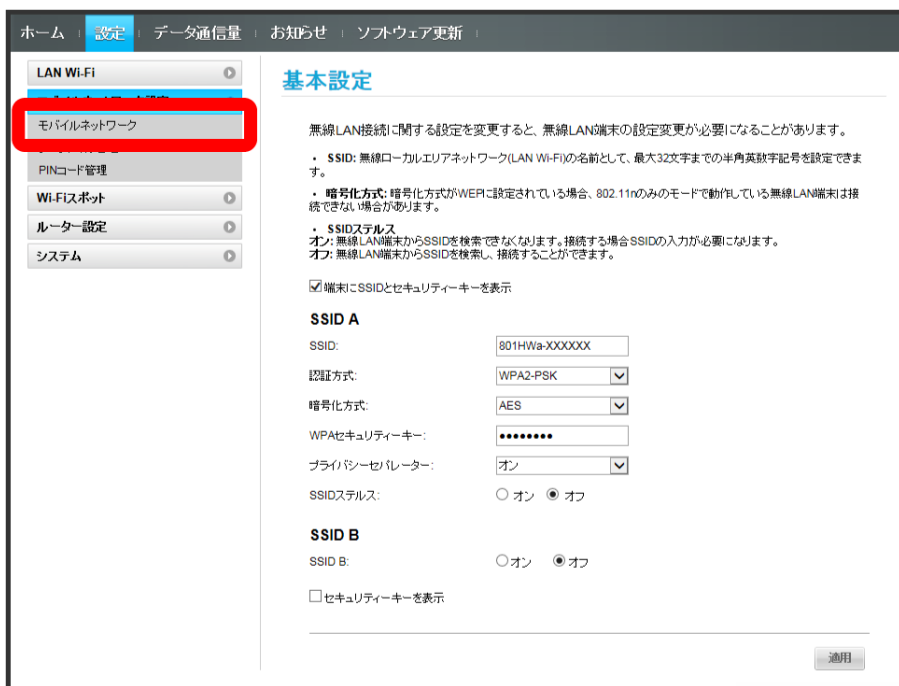 ホーム 設定 データ通信量 お知らせ ソフトウェア更新
LAN Wi-Fi
モバイルネットワーク
PINコード管理
Wi-Fiスポット
ルーター設定
システム
基本設定
無線LAN接続に関する設定を変更すると、無線LAN端末の設定変更が必要になることがあります。
・ SSID: 無線ローカルエリアネットワーク(LAN Wi-Fi)の名前として、最大32文字までの半角英数字記号を設定できま
す。
・ 暗号化方式: 暗号化方式がWEPに設定されている場合、802.11nのみのモードで動作している無線LAN端末は接
続できない場合があります。
・ SSIDステルス
オン: 無線LAN端末からSSIDを検索できなくなります。接続する場合SSIDの入力が必要になります。
オフ: 無線LAN端末からSSIDを検索し、接続することができます。
端末にSSIDとセキュリティーキーを表示
SSID A
SSID: 801HWa-XXXXXX
認証方式: WPA2-PSK
暗号化方式: AES
WPAセキュリティーキー: ••••••••
プライバシーセパレーター: オン
SSIDステルス: オン オフ
SSID B
SSID B: オン オフ
セキュリティーキーを表示
適用